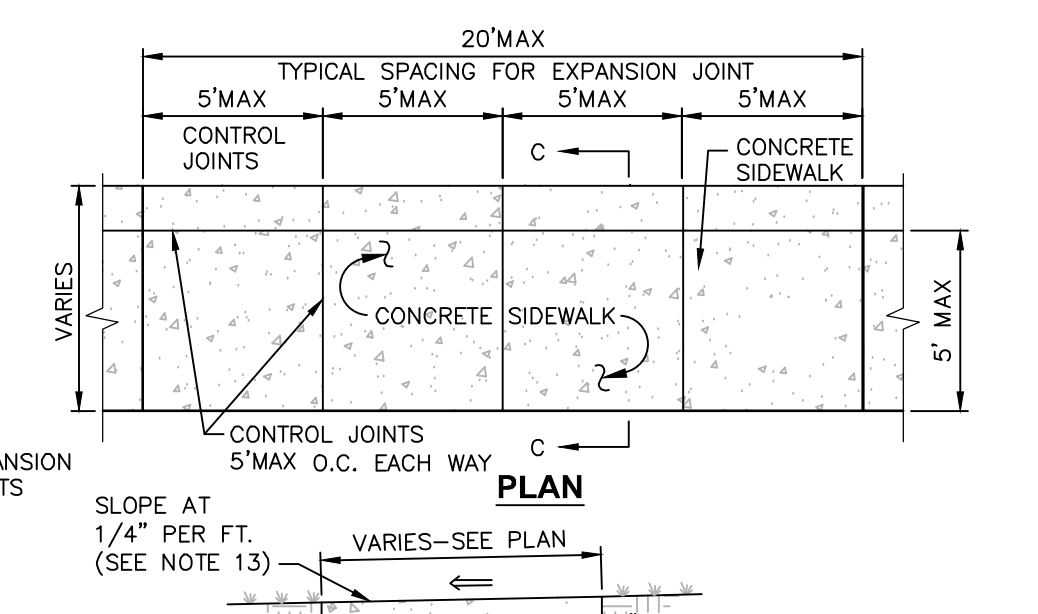 20'MAX
TYPICAL SPACING FOR EXPANSION JOINT
5'MAX 5'MAX 5'MAX 5'MAX
CONTROL
JOINTS
C
CONCRETE
SIDEWALK
VARIES
CONCRETE SIDEWALK
5' MAX
CONTROL JOINTS
5'MAX O.C. EACH WAY
C
PLAN
ANSION
TS
SLOPE AT
1/4" PER FT.
(SEE NOTE 13)
VARIES-SEE PLAN